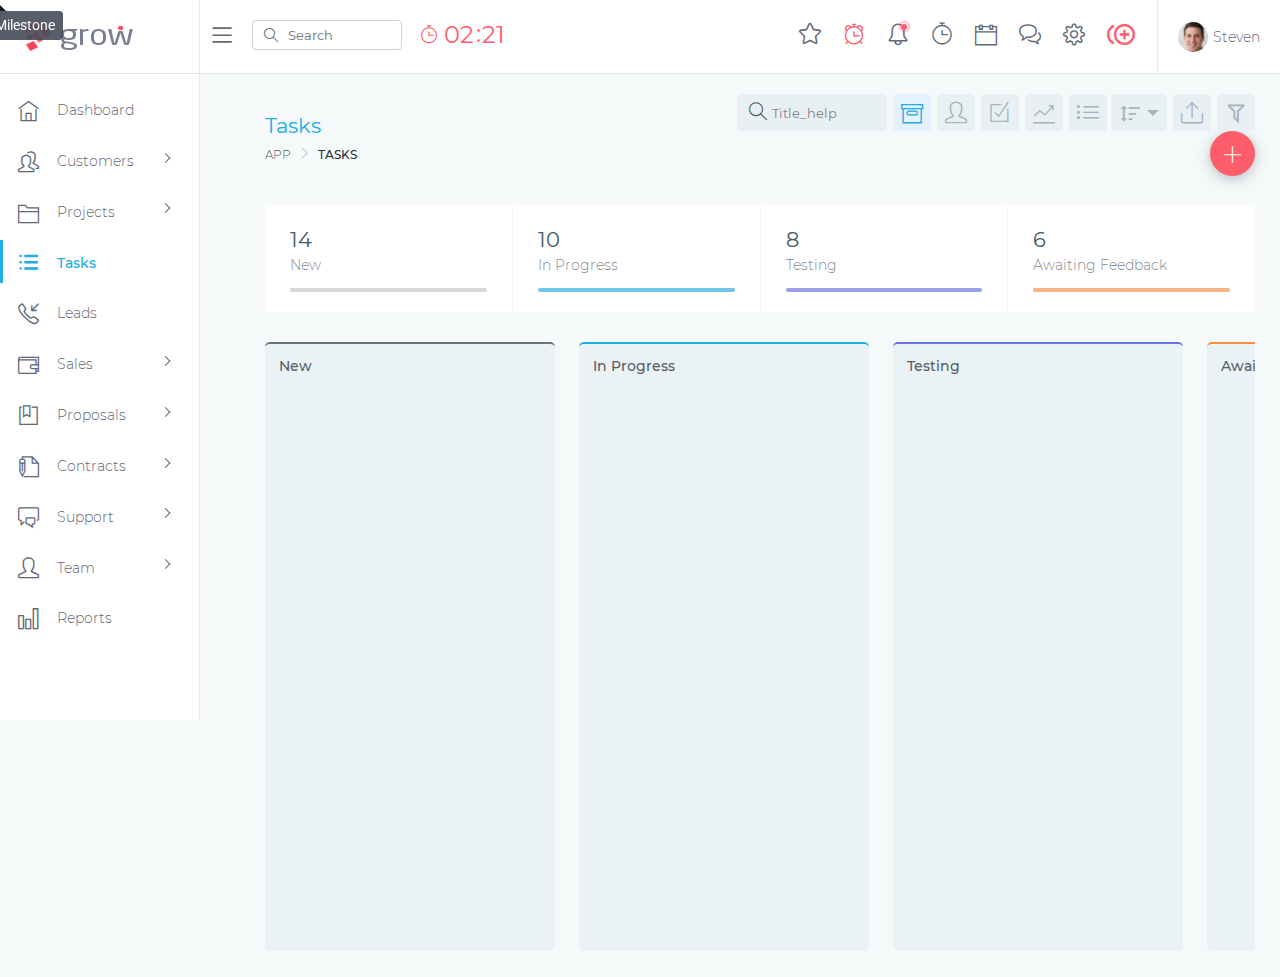 Milestone
grow
Search
02:21
Steven
Dashboard
Customers
Projects
Tasks
Leads
Sales
Proposals
Contracts
Support
Team
Reports
Tasks
APP TASKS
Title_help
14
New
10
In Progress
8
Testing
6
Awaiting Feedback
New
In Progress
Testing
Awai